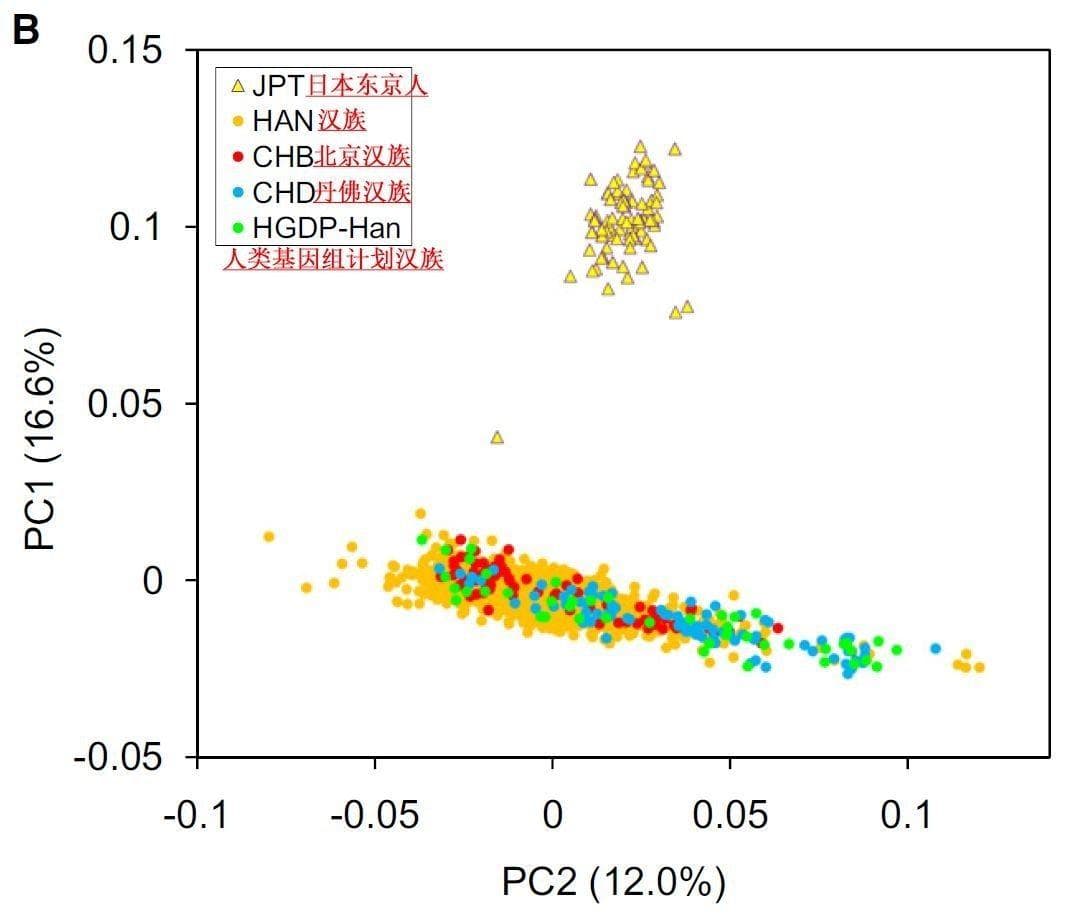 B
0.15
0.1
0.05
0
-0.05
PC1 (16.6%)
JPT日本东京人
HAN汉族
CHB北京汉族
CHD丹佛汉族
HGDP-Han
人类基因组计划汉族
-0.1
-0.05
0
0.05
0.1
PC2 (12.0%)